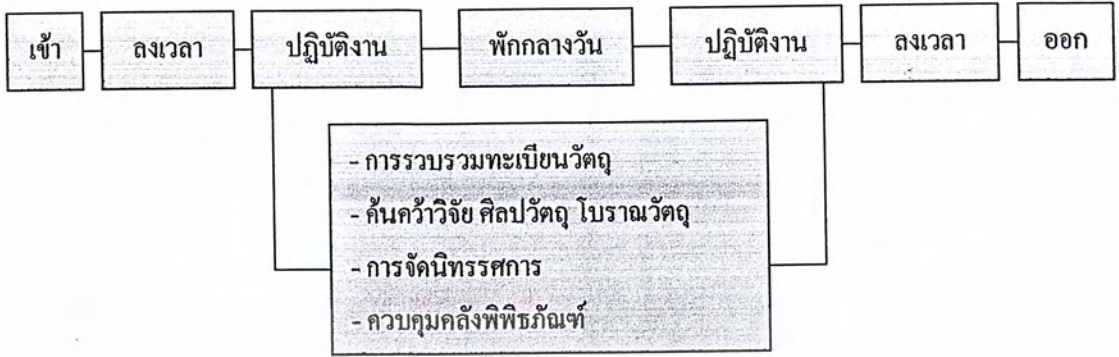 เข้า ลงเวลา ปฏิบัติงาน พักกลางวัน ปฏิบัติงาน ลงเวลา ออก
- การรวบรวมทะเบียนวัตถุ
- ค้นคว้าวิจัย ศิลปวัตถุ โบราณวัตถุ
- การจัดนิทรรศการ
- ควบคุมคลังพิพิธภัณฑ์